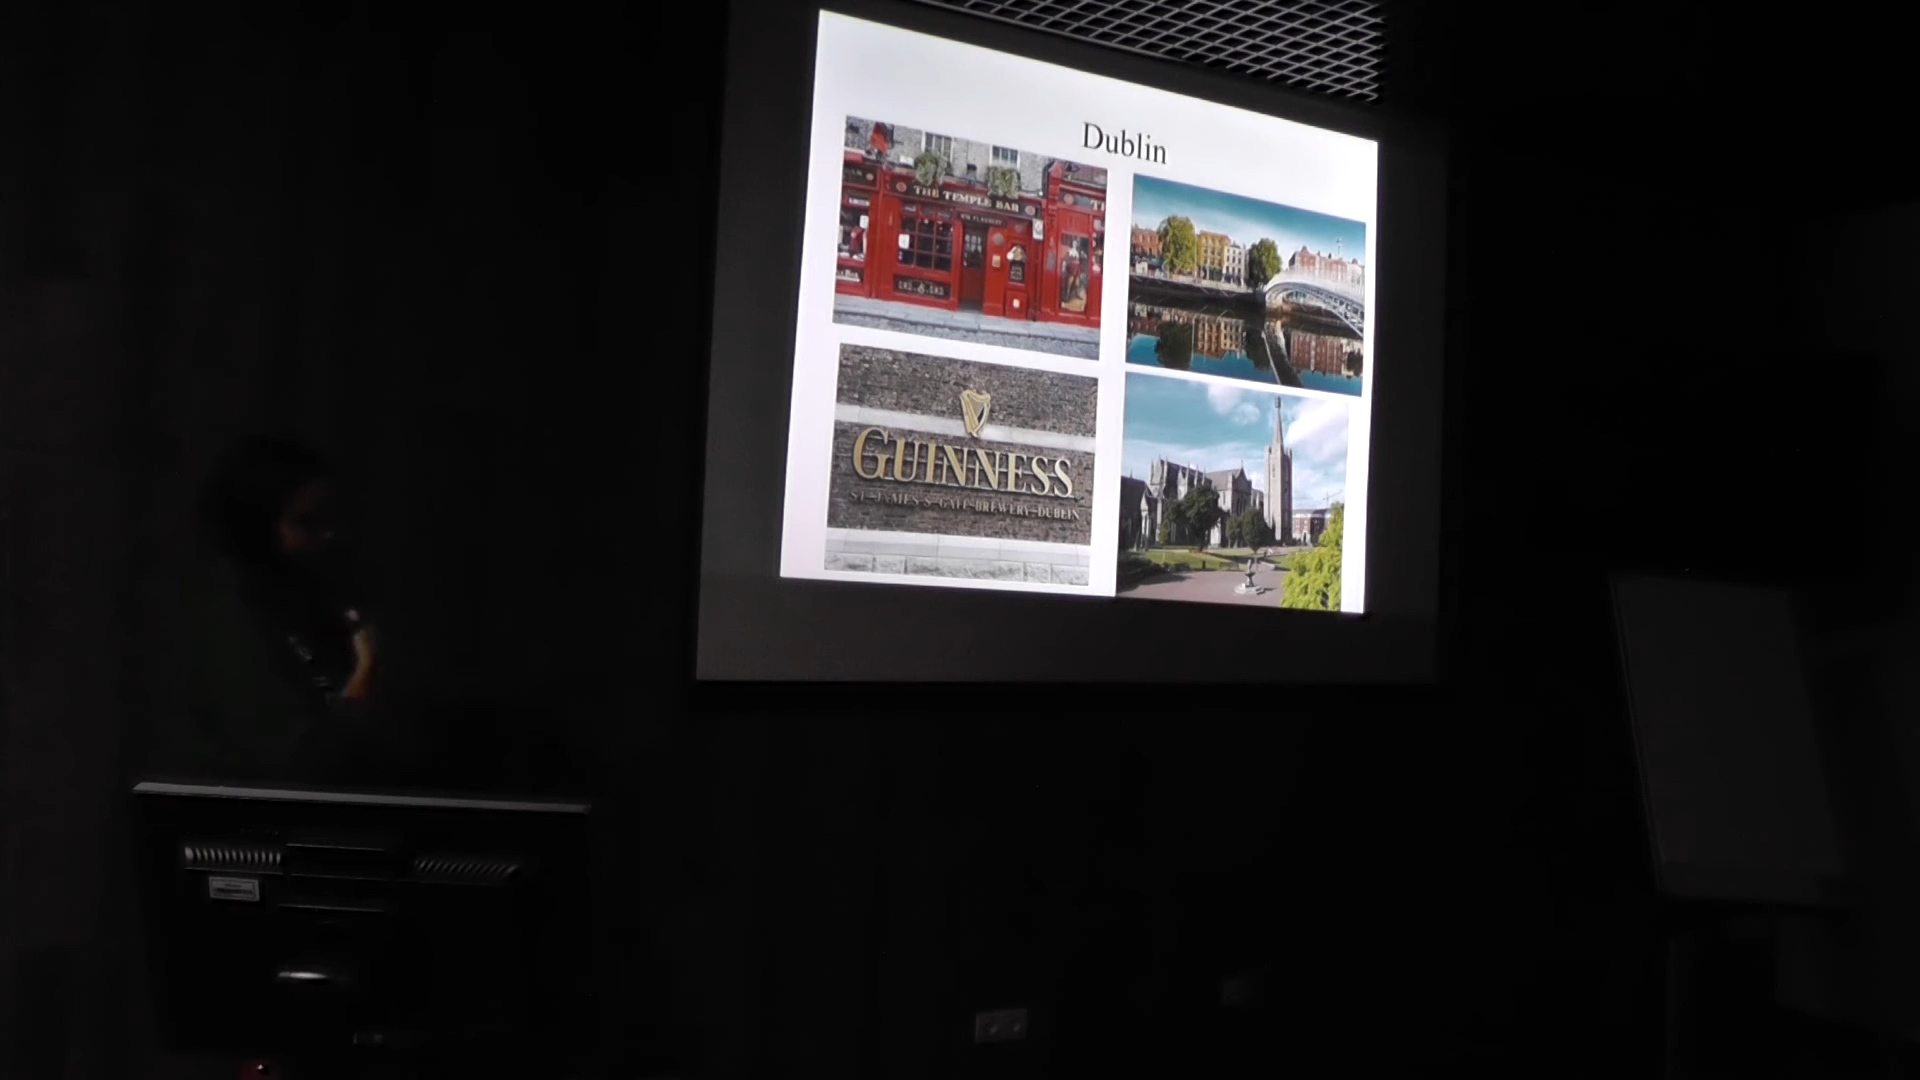 Dublin
THE TEMPLE BAR
GUINNESS
ST. JAMES'S GATE BREWERY DUBLIN